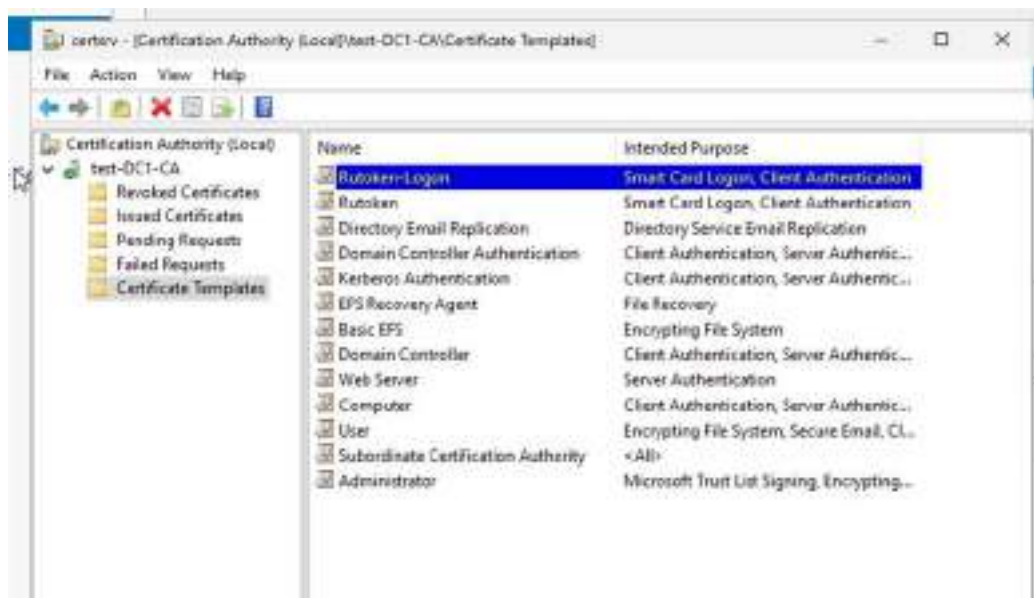 certsrv - [Certification Authority (Local)\test-DC1-CA\Certificate Templates]
File Action View Help
Certification Authority (Local)
test-DC1-CA
Revoked Certificates
Issued Certificates
Pending Requests
Failed Requests
Certificate Templates
Name Intended Purpose
Rutoken-Logon Smart Card Logon, Client Authentication
Rutoken Smart Card Logon, Client Authentication
Directory Email Replication Directory Service Email Replication
Domain Controller Authentication Client Authentication, Server Authentic...
Kerberos Authentication Client Authentication, Server Authentic...
EFS Recovery Agent File Recovery
Basic EFS Encrypting File System
Domain Controller Client Authentication, Server Authentic...
Web Server Server Authentication
Computer Client Authentication, Server Authentic...
User Encrypting File System, Secure Email, Cl...
Subordinate Certification Authority <All>
Administrator Microsoft Trust List Signing, Encrypting...